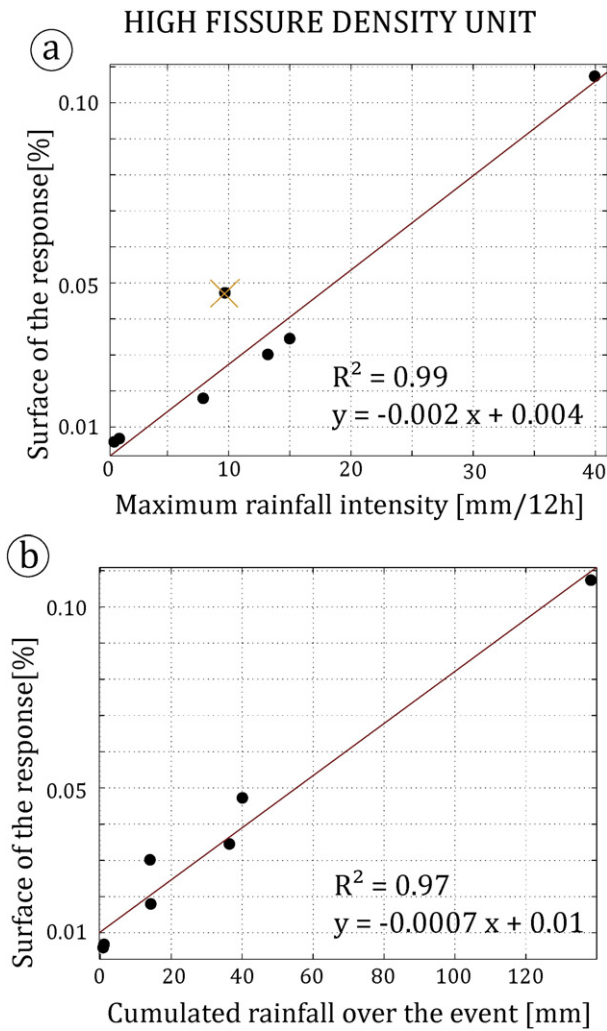 HIGH FISSURE DENSITY UNIT
a
Surface of the response[%]
0.10
0.05
0.01
R² = 0.99
y = -0.002 x + 0.004
0 10 20 30 40
Maximum rainfall intensity [mm/12h]
b
Surface of the response[%]
0.10
0.05
0.01
R² = 0.97
y = -0.0007 x + 0.01
0 20 40 60 80 100 120
Cumulated rainfall over the event [mm]